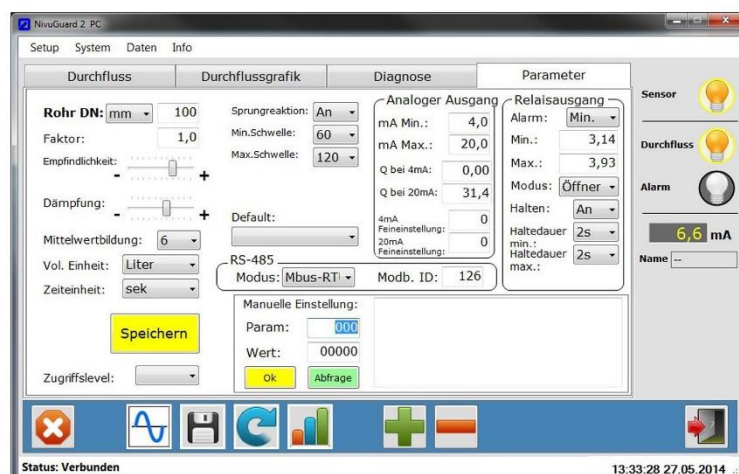 NivuGuard 2 PC
Setup System Daten Info
Durchfluss Durchflussgrafik Diagnose Parameter
Rohr DN: mm 100
Faktor: 1,0
Empfindlichkeit:
- +
Dämpfung:
- +
Mittelwertbildung: 6
Vol. Einheit: Liter
Zeiteinheit: sek
Speichern
Zugriffslevel:
Sprungreaktion: An
Min.Schwelle: 60
Max.Schwelle: 120
Default:
RS-485
Modus: Mbus-RT Modb. ID: 126
Manuelle Einstellung:
Param: 000
Wert: 00000
Ok Abfrage
Analoger Ausgang
mA Min.: 4,0
mA Max.: 20,0
Q bei 4mA: 0,00
Q bei 20mA: 31,4
4mA
Feineinstellung: 0
20mA
Feineinstellung: 0
Relaisausgang
Alarm: Min.
Min.: 3,14
Max.: 3,93
Modus: Öffner
Halten: An
Haltedauer
min.: 2s
Haltedauer
max.: 2s
Sensor
Durchfluss
Alarm
6,6 mA
Name --
Status: Verbunden
13:33:28 27.05.2014